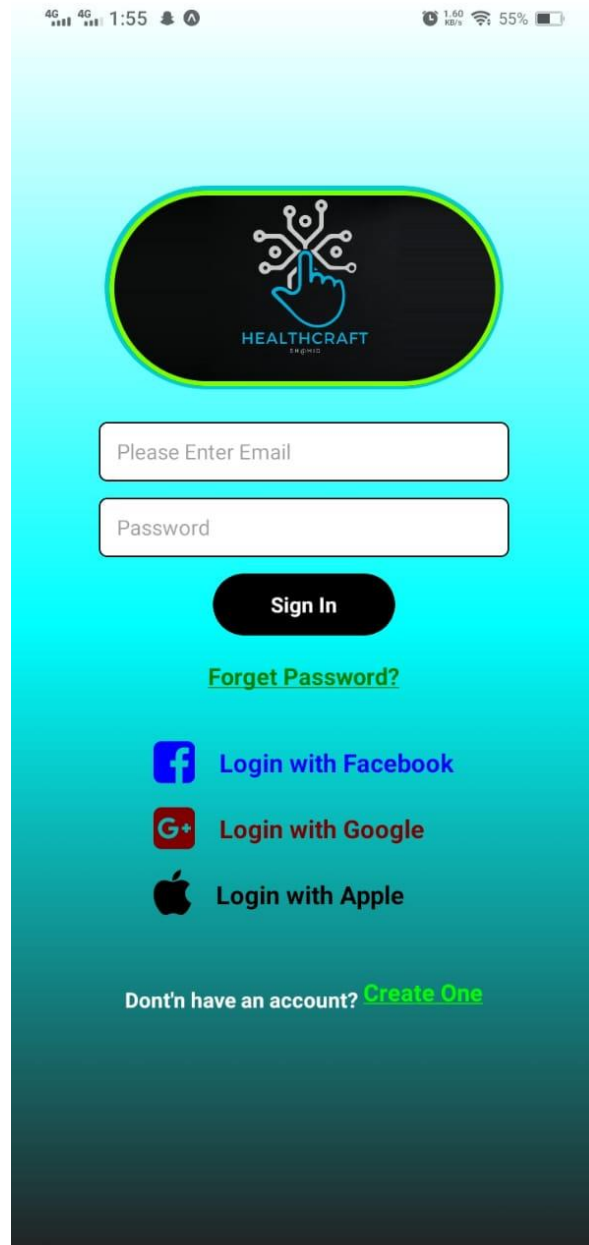 4G 4G 1:55 1.60 KB/s 55%
HEALTHCRAFT
Please Enter Email
Password
Sign In
Forget Password?
Login with Facebook
G+ Login with Google
Login with Apple
Dont'n have an account? Create One